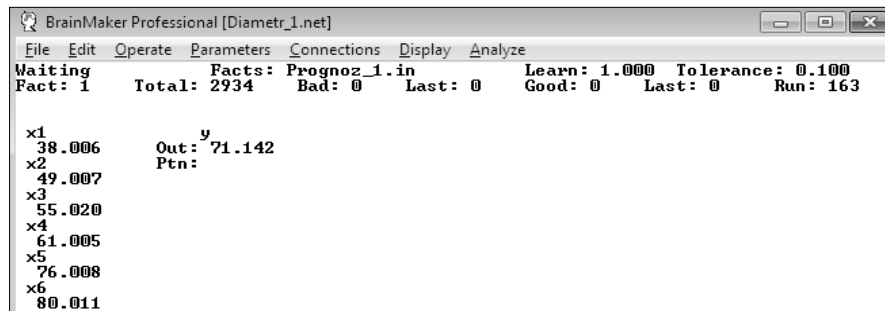 BrainMaker Professional [Diametr_1.net]
File Edit Operate Parameters Connections Display Analyze
Waiting Facts: Prognoz_1.in Learn: 1.000 Tolerance: 0.100
Fact: 1 Total: 2934 Bad: 0 Last: 0 Good: 0 Last: 0 Run: 163
x1 y
38.006 Out: 71.142
x2 Ptn:
49.007
x3
55.020
x4
61.005
x5
76.008
x6
80.011